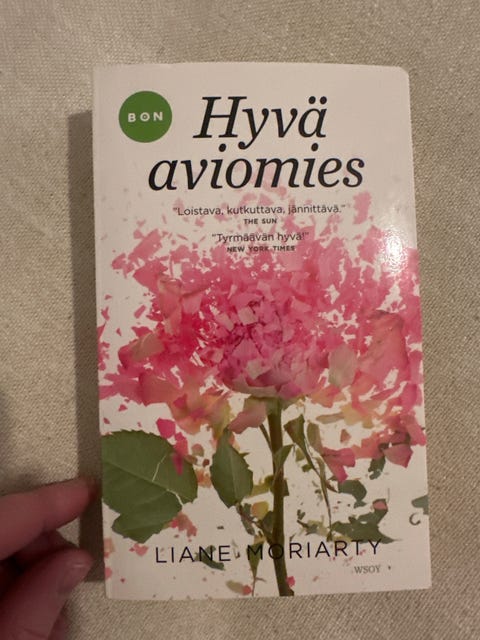 BON
Hyvä
aviomies
"Loistava, kutkuttava, jännittävä."
THE SUN
"Tyrmäävän hyvä!"
NEW YORK TIMES
LIANE MORIARTY
WSOY